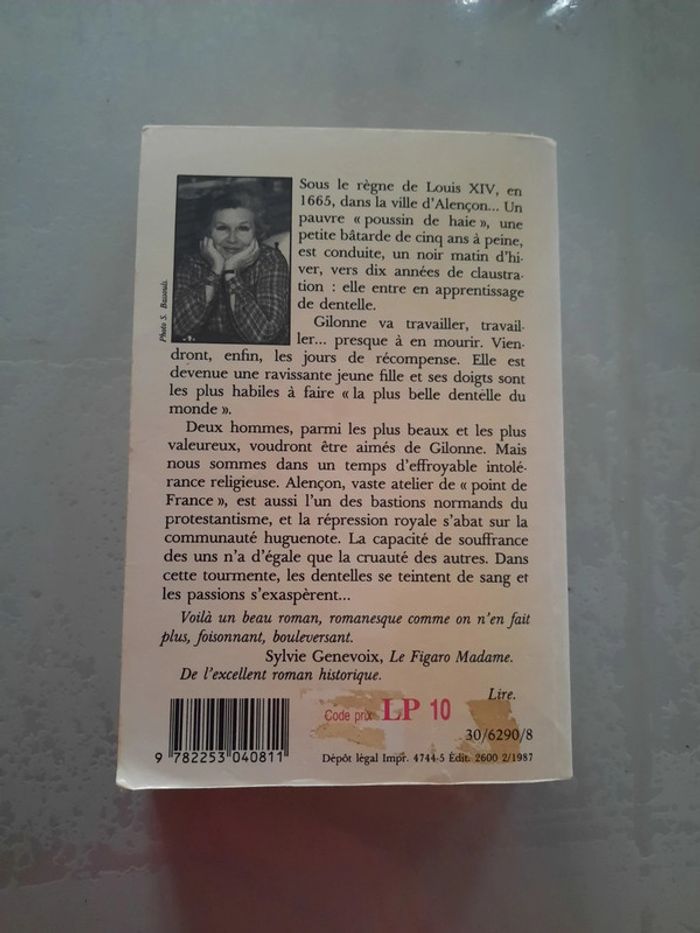 Sous le règne de Louis XIV, en
1665, dans la ville d'Alençon... Un
pauvre « poussin de haie », une
petite bâtarde de cinq ans à peine,
est conduite, un noir matin d'hi-
ver, vers dix années de claustra-
tion : elle entre en apprentissage
de dentelle.
Photo S. Bassouls.
Gilonne va travailler, travail-
ler... presque à en mourir. Vien-
dront, enfin, les jours de récompense. Elle est
devenue une ravissante jeune fille et ses doigts sont
les plus habiles à faire « la plus belle dentelle du
monde ».
Deux hommes, parmi les plus beaux et les plus
valeureux, voudront être aimés de Gilonne. Mais
nous sommes dans un temps d'effroyable intolé-
rance religieuse. Alençon, vaste atelier de « point de
France », est aussi l'un des bastions normands du
protestantisme, et la répression royale s'abat sur la
communauté huguenote. La capacité de souffrance
des uns n'a d'égale que la cruauté des autres. Dans
cette tourmente, les dentelles se teintent de sang et
les passions s'exaspèrent...
Voilà un beau roman, romanesque comme on n'en fait
plus, foisonnant, bouleversant.
Sylvie Genevoix, Le Figaro Madame.
De l'excellent roman historique.
Lire.
Code prix LP 10
30/6290/8
9 782253 040811
Dépôt légal Impr. 4744-5 Édit. 2600 2/1987